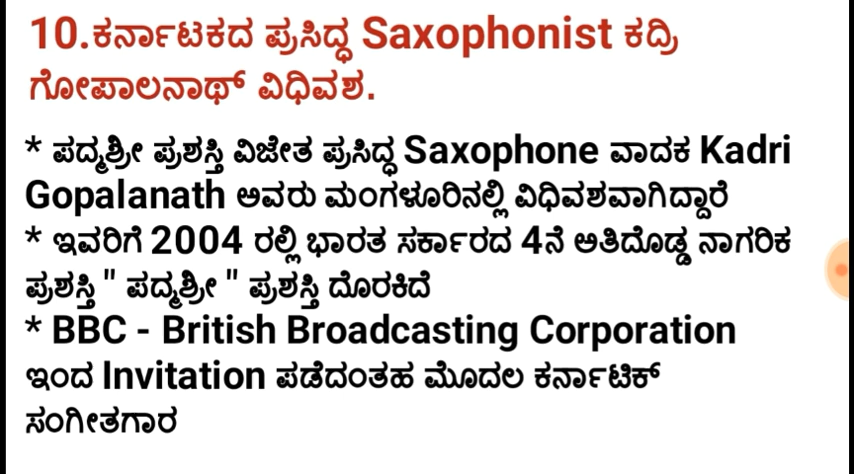 10.ಕರ್ನಾಟಕದ ಪ್ರಸಿದ್ಧ Saxophonist ಕದ್ರಿ
ಗೋಪಾಲನಾಥ್ ವಿಧಿವಶ.
* ಪದ್ಮಶ್ರೀ ಪ್ರಶಸ್ತಿ ವಿಜೇತ ಪ್ರಸಿದ್ಧ Saxophone ವಾದಕ Kadri
Gopalanath ಅವರು ಮಂಗಳೂರಿನಲ್ಲಿ ವಿಧಿವಶವಾಗಿದ್ದಾರೆ
* ಇವರಿಗೆ 2004 ರಲ್ಲಿ ಭಾರತ ಸರ್ಕಾರದ 4ನೆ ಅತಿದೊಡ್ಡ ನಾಗರಿಕ
ಪ್ರಶಸ್ತಿ " ಪದ್ಮಶ್ರೀ " ಪ್ರಶಸ್ತಿ ದೊರಕಿದೆ
* BBC - British Broadcasting Corporation
ಇಂದ Invitation ಪಡೆದಂತಹ ಮೊದಲ ಕರ್ನಾಟಿಕ್
ಸಂಗೀತಗಾರ